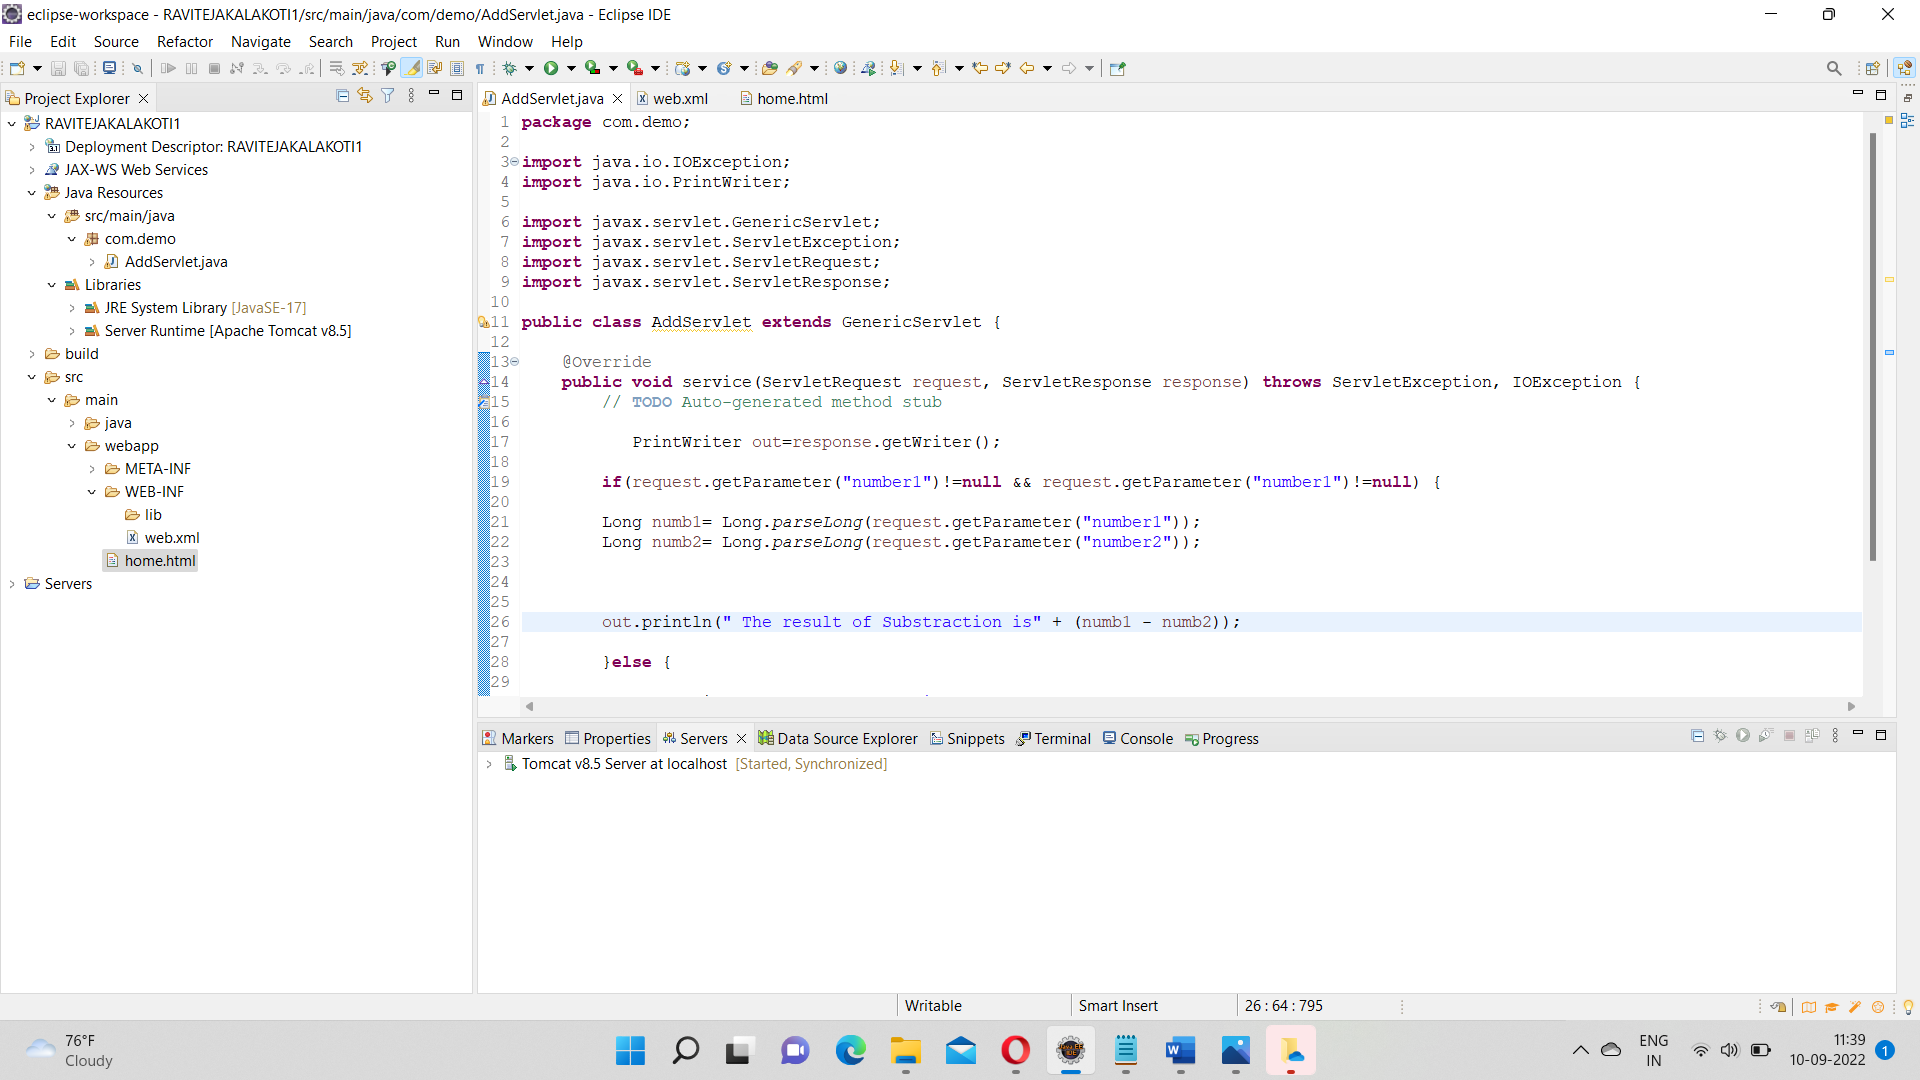 eclipse-workspace - RAVITEJAKALAKOTI1/src/main/java/com/demo/AddServlet.java - Eclipse IDE
File Edit Source Refactor Navigate Search Project Run Window Help
Project Explorer
RAVITEJAKALAKOTI1
Deployment Descriptor: RAVITEJAKALAKOTI1
JAX-WS Web Services
Java Resources
src/main/java
com.demo
AddServlet.java
Libraries
JRE System Library [JavaSE-17]
Server Runtime [Apache Tomcat v8.5]
build
src
main
java
webapp
META-INF
WEB-INF
lib
web.xml
home.html
Servers
AddServlet.java web.xml home.html
1 package com.demo;
2
3 import java.io.IOException;
4 import java.io.PrintWriter;
5
6 import javax.servlet.GenericServlet;
7 import javax.servlet.ServletException;
8 import javax.servlet.ServletRequest;
9 import javax.servlet.ServletResponse;
10
11 public class AddServlet extends GenericServlet {
12
13 @Override
14 public void service(ServletRequest request, ServletResponse response) throws ServletException, IOException {
15 // TODO Auto-generated method stub
16
17 PrintWriter out=response.getWriter();
18
19 if(request.getParameter("number1")!=null && request.getParameter("number1")!=null) {
20
21 Long numb1= Long.parseLong(request.getParameter("number1"));
22 Long numb2= Long.parseLong(request.getParameter("number2"));
23
24
25
26 out.println(" The result of Substraction is" + (numb1 - numb2));
27
28 }else {
29
Markers Properties Servers Data Source Explorer Snippets Terminal Console Progress
Tomcat v8.5 Server at localhost [Started, Synchronized]
Writable Smart Insert 26 : 64 : 795
76°F
Cloudy
ENG
IN
11:39
10-09-2022
1